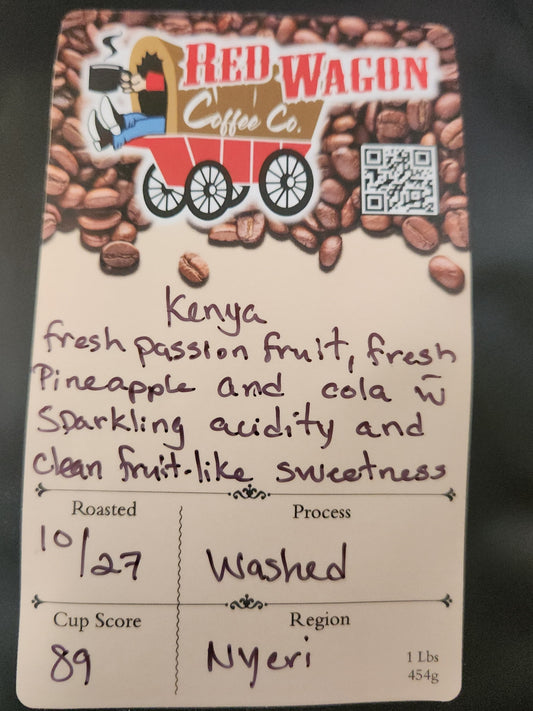 RED WAGON
Coffee Co.
Kenya
fresh passion fruit, fresh
Pineapple and cola w̄
Sparkling acidity and
clean fruit-like sweetness
Roasted
Process
10/27
Washed
Cup Score
Region
89
Nyeri
1 Lbs
454g